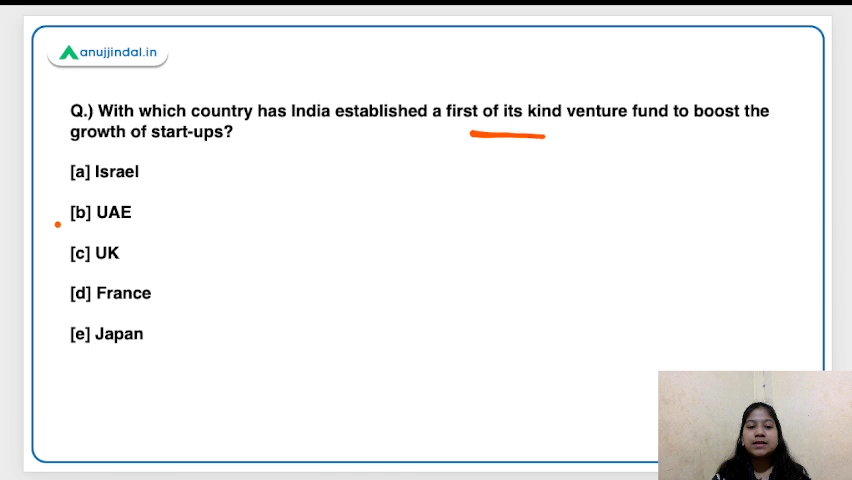 anujjindal.in
Q.) With which country has India established a first of its kind venture fund to boost the
growth of start-ups?
[a] Israel
[b] UAE
[c] UK
[d] France
[e] Japan